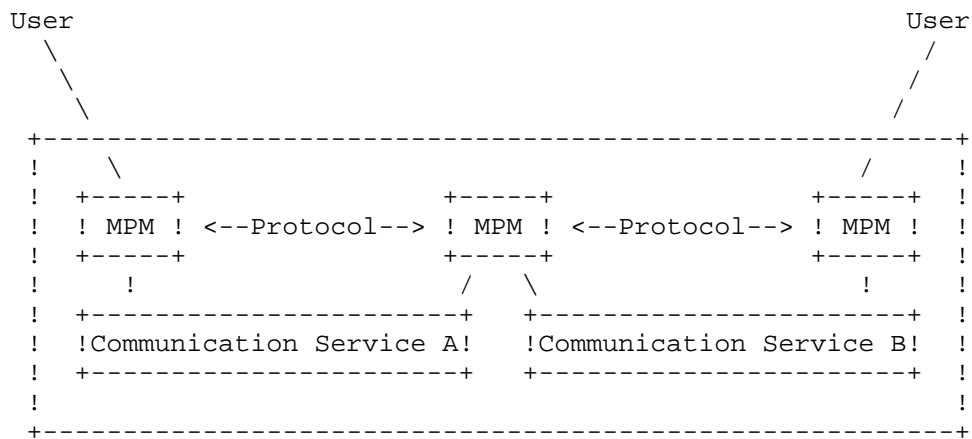 User User
MPM <--Protocol--> MPM <--Protocol--> MPM
Communication Service A Communication Service B